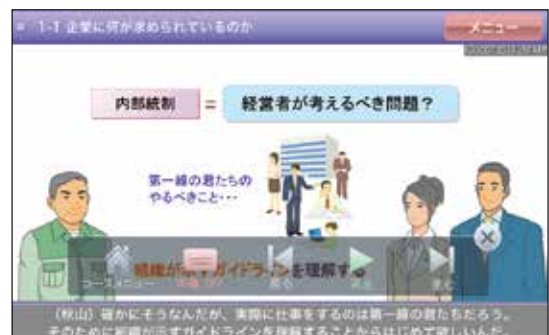 1-1 企業に何が求められているのか
メニュー
内部統制 = 経営者が考えるべき問題？
第一線の君たちの
やるべきこと・・・
組織が示すガイドラインを理解する
コースメニュー
戻る
次へ
（秋山）確かにそうなんだが、実際に仕事をするのは第一線の君たちだろう。
そのために組織が示すガイドラインを理解することからはじめて欲しいんだ。